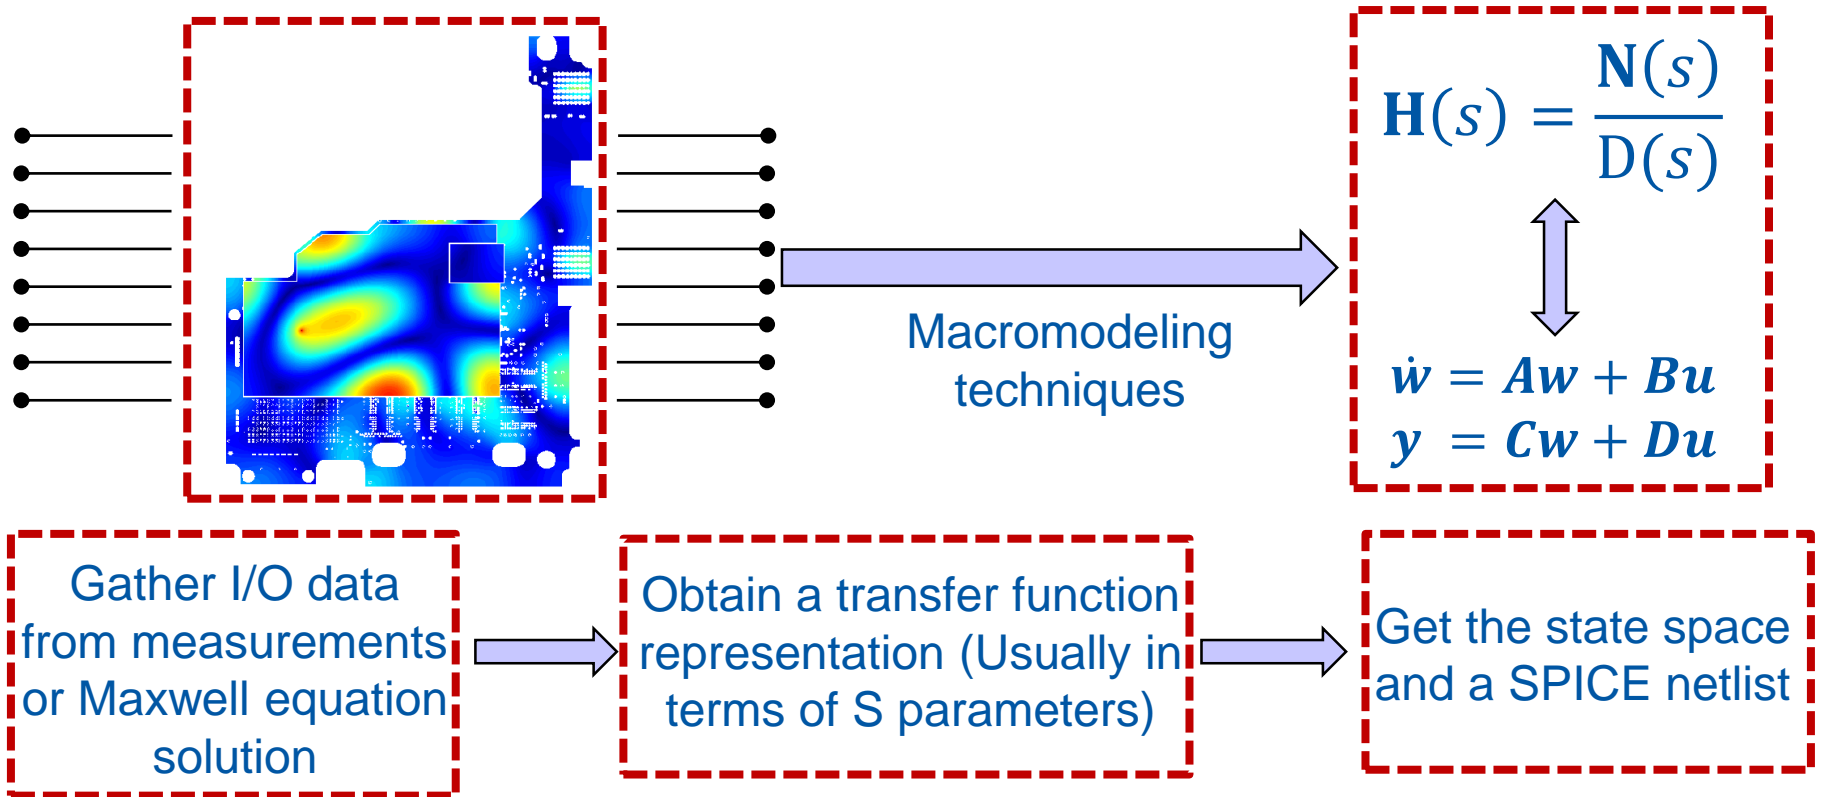 Macromodeling
techniques
H(s) = N(s)/D(s)
ẇ = Aw + Bu
y = Cw + Du
Gather I/O data
from measurements
or Maxwell equation
solution
Obtain a transfer function
representation (Usually in
terms of S parameters)
Get the state space
and a SPICE netlist